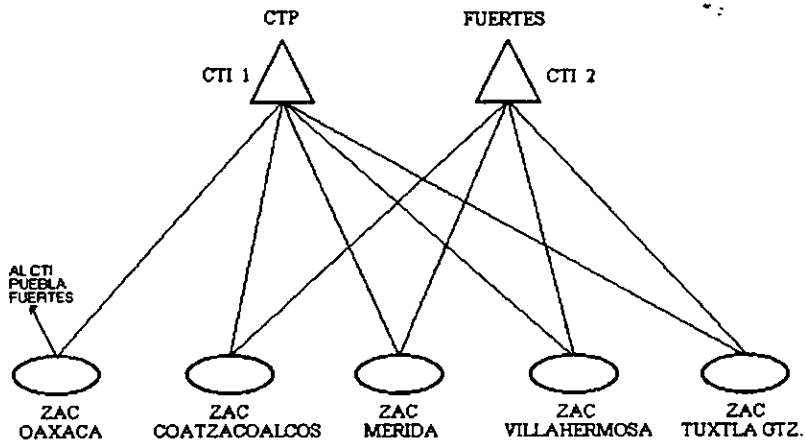 CTP
FUERTES
CTI 1
CTI 2
AL CTI
PUEBLA
FUERTES
ZAC
OAXACA
ZAC
COATZACOALCOS
ZAC
MERIDA
ZAC
VILLAHERMOSA
ZAC
TUXTLA GTZ.